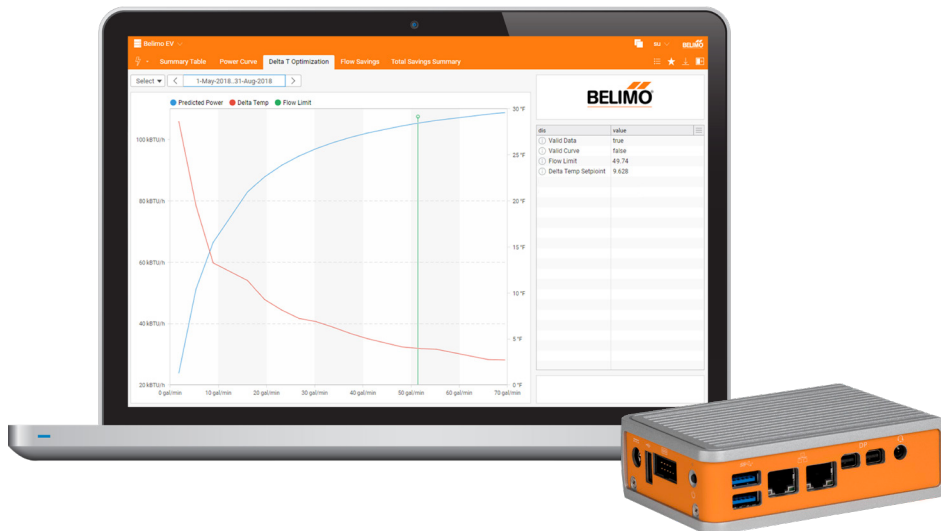 Belimo EV
su
BELIMO
Summary Table
Power Curve
Delta T Optimization
Flow Savings
Total Savings Summary
Select
1-May-2018..31-Aug-2018
Predicted Power
Delta Temp
Flow Limit
30 °F
100 kBTU/h
25 °F
80 kBTU/h
20 °F
15 °F
60 kBTU/h
10 °F
40 kBTU/h
5 °F
20 kBTU/h
0 °F
0 gal/min
10 gal/min
20 gal/min
30 gal/min
40 gal/min
50 gal/min
60 gal/min
70 gal/min
BELIMO
dis
value
Valid Data
true
Valid Curve
false
Flow Limit
49.74
Delta Temp Setpoint
9.628
DP